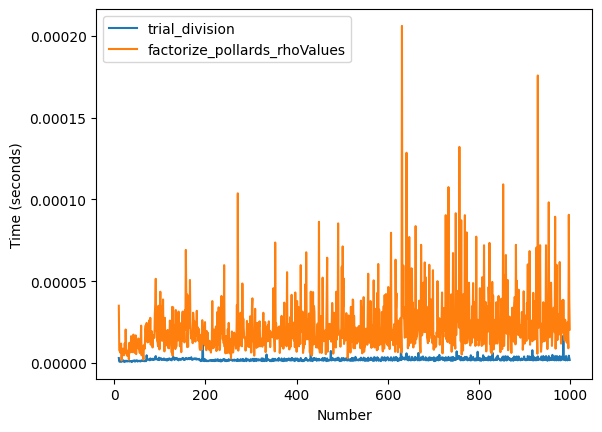 trial_division
factorize_pollards_rhoValues
0.00020
0.00015
0.00010
0.00005
0.00000
Time (seconds)
0 200 400 600 800 1000
Number